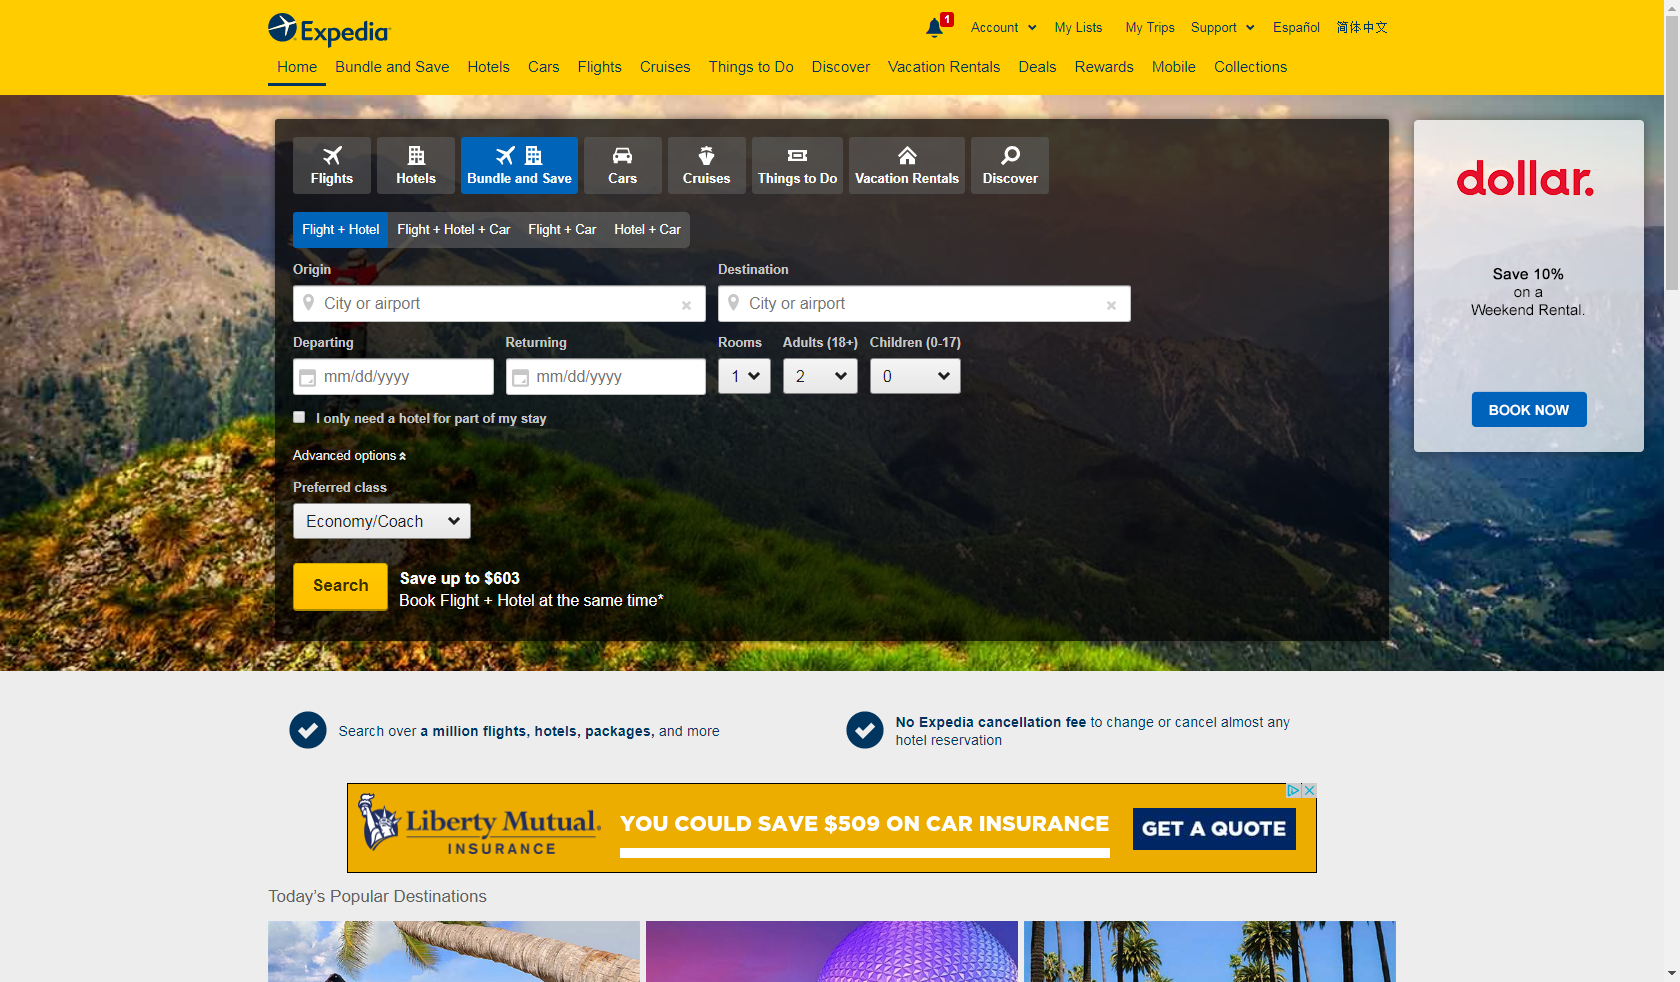 Expedia
1
Account
My Lists
My Trips
Support
Español
简体中文
Home
Bundle and Save
Hotels
Cars
Flights
Cruises
Things to Do
Discover
Vacation Rentals
Deals
Rewards
Mobile
Collections
Flights
Hotels
Bundle and Save
Cars
Cruises
Things to Do
Vacation Rentals
Discover
Flight + Hotel
Flight + Hotel + Car
Flight + Car
Hotel + Car
Origin
Destination
City or airport
City or airport
Departing
Returning
Rooms
Adults (18+)
Children (0-17)
mm/dd/yyyy
mm/dd/yyyy
1
2
0
I only need a hotel for part of my stay
Advanced options
Preferred class
Economy/Coach
Search
Save up to $603
Book Flight + Hotel at the same time*
dollar.
Save 10%
on a
Weekend Rental.
BOOK NOW
Search over a million flights, hotels, packages, and more
No Expedia cancellation fee to change or cancel almost any
hotel reservation
Liberty Mutual.
INSURANCE
YOU COULD SAVE $509 ON CAR INSURANCE
GET A QUOTE
Today's Popular Destinations